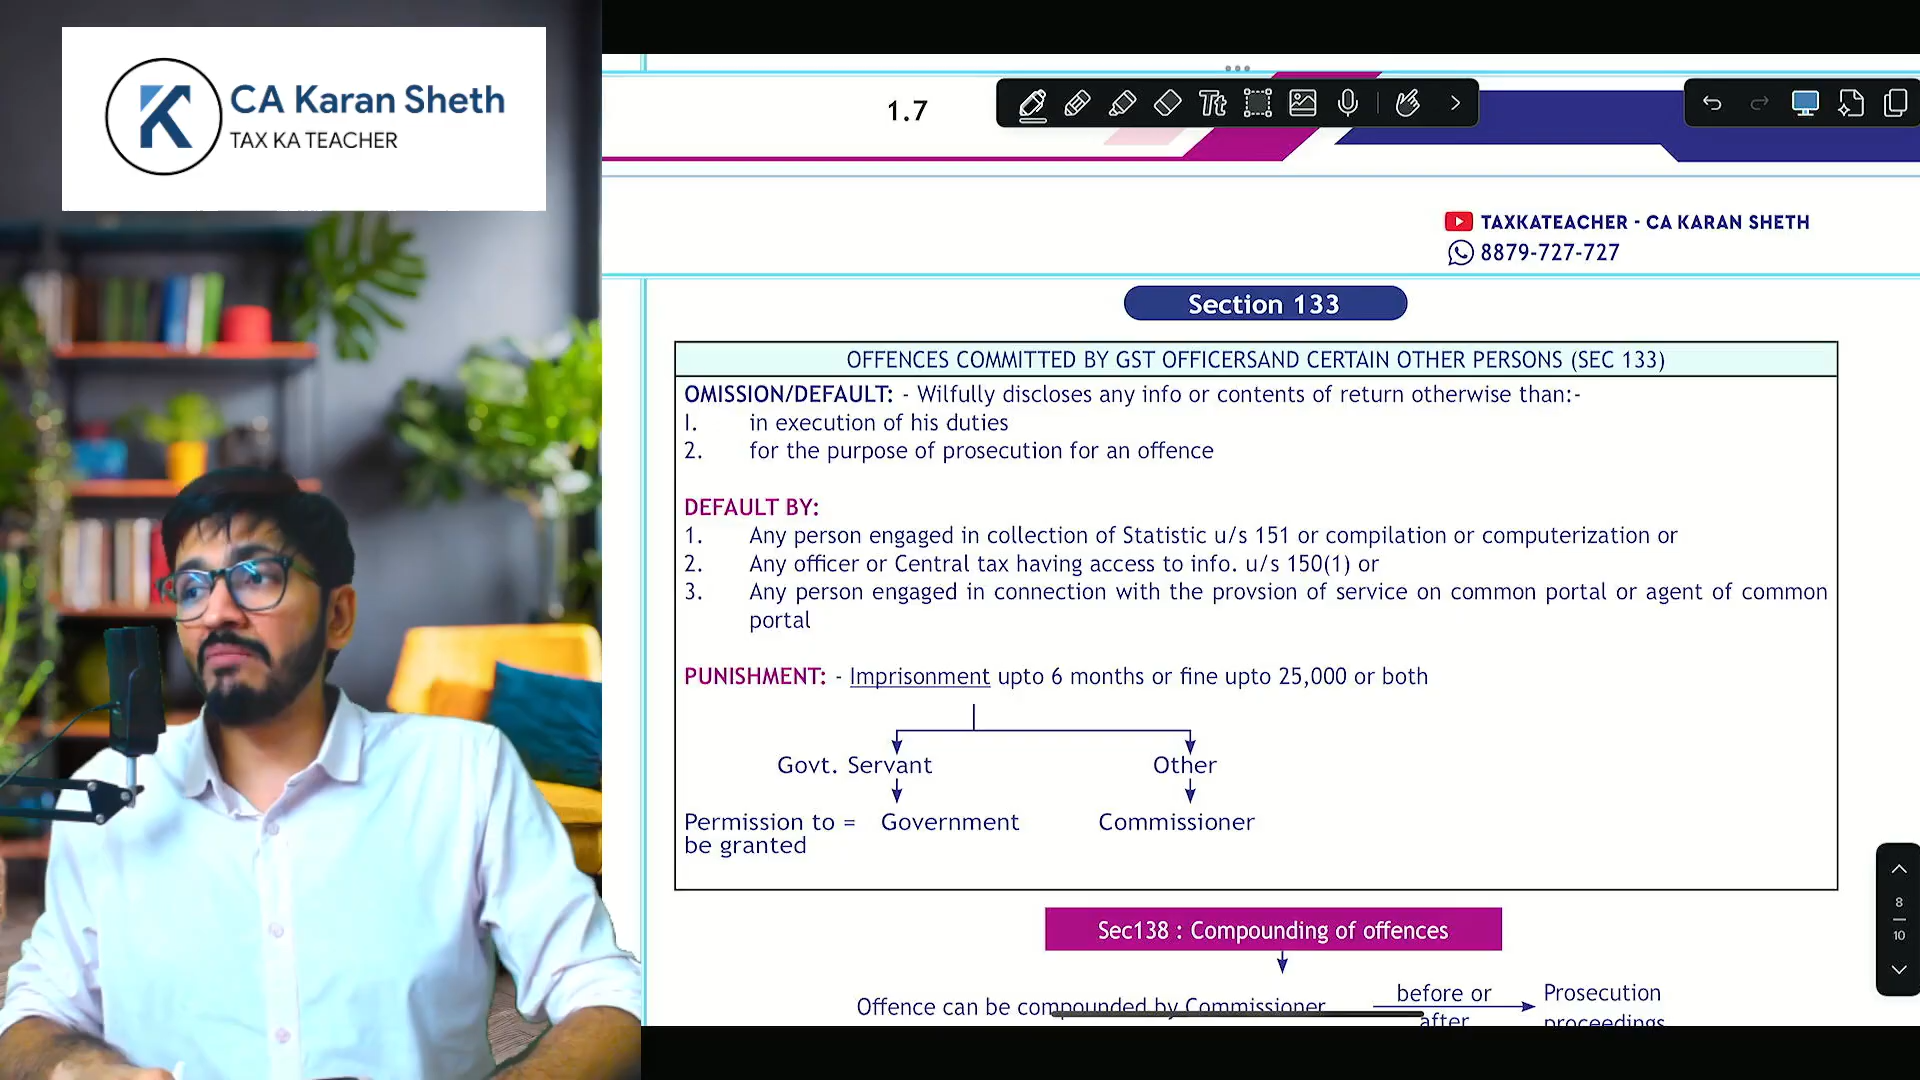 CA Karan Sheth
TAX KA TEACHER
1.7
Tt
TAXKATEACHER - CA KARAN SHETH
8879-727-727
Section 133
OFFENCES COMMITTED BY GST OFFICERSAND CERTAIN OTHER PERSONS (SEC 133)
OMISSION/DEFAULT: - Wilfully discloses any info or contents of return otherwise than:-
I. in execution of his duties
2. for the purpose of prosecution for an offence
DEFAULT BY:
1. Any person engaged in collection of Statistic u/s 151 or compilation or computerization or
2. Any officer or Central tax having access to info. u/s 150(1) or
3. Any person engaged in connection with the provsion of service on common portal or agent of common
portal
PUNISHMENT: - Imprisonment upto 6 months or fine upto 25,000 or both
Govt. Servant Other
Permission to = Government Commissioner
be granted
8
10
Sec138 : Compounding of offences
Offence can be compounded by Commissioner before or Prosecution
after proceedings